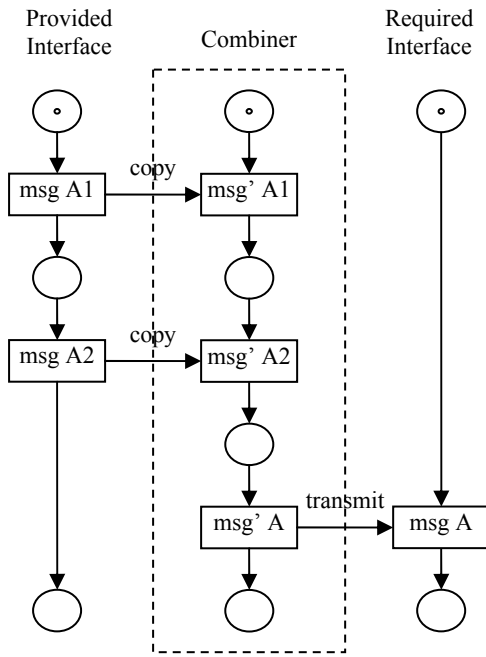 Provided
Interface
Combiner
Required
Interface
msg A1
copy
msg’ A1
msg A2
copy
msg’ A2
msg’ A
transmit
msg A